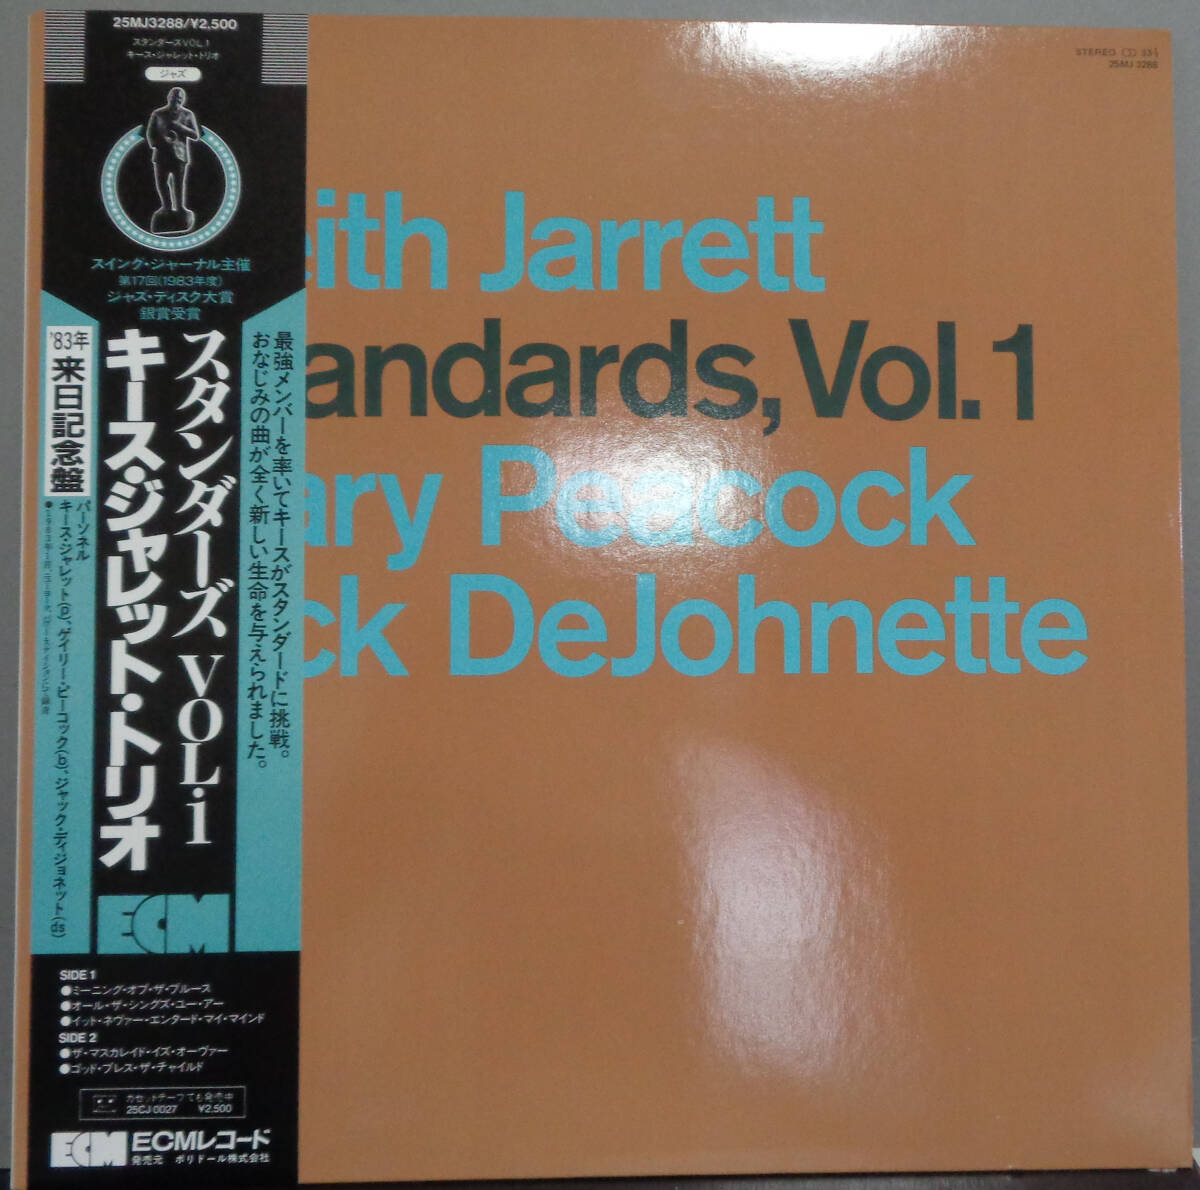 25MJ3288/¥2,500
スタンダーズVOL.1
キース・ジャレット・トリオ
ジャズ
スイング・ジャーナル主催
第17回(1983年度)
ジャズ・ディスク大賞
銀賞受賞
最強メンバーを率いてキースがスタンダードに挑戦。
おなじみの曲が全く新しい生命を与えられました。
スタンダーズ VOL.1
キース・ジャレット・トリオ
'83年
来日記念盤
パーソネル
キース・ジャレット(p)、ゲイリー・ピーコック(b)、ジャック・ディジョネット(ds)
ECM
SIDE 1
●ミーニング・オブ・ザ・ブルース
●オール・ザ・シングズ・ユー・アー
●イット・ネヴァー・エンタード・マイ・マインド
SIDE 2
●ザ・マスカレイド・イズ・オーヴァー
●ゴッド・ブレス・ザ・チャイルド
カセットテープでも発売中
25CJ 0027 ¥2,500
ECM ECMレコード
発売元 ポリドール株式会社
STEREO 33⅓
25MJ 3288
eith Jarrett
andards, Vol.1
ary Peacock
ck DeJohnette